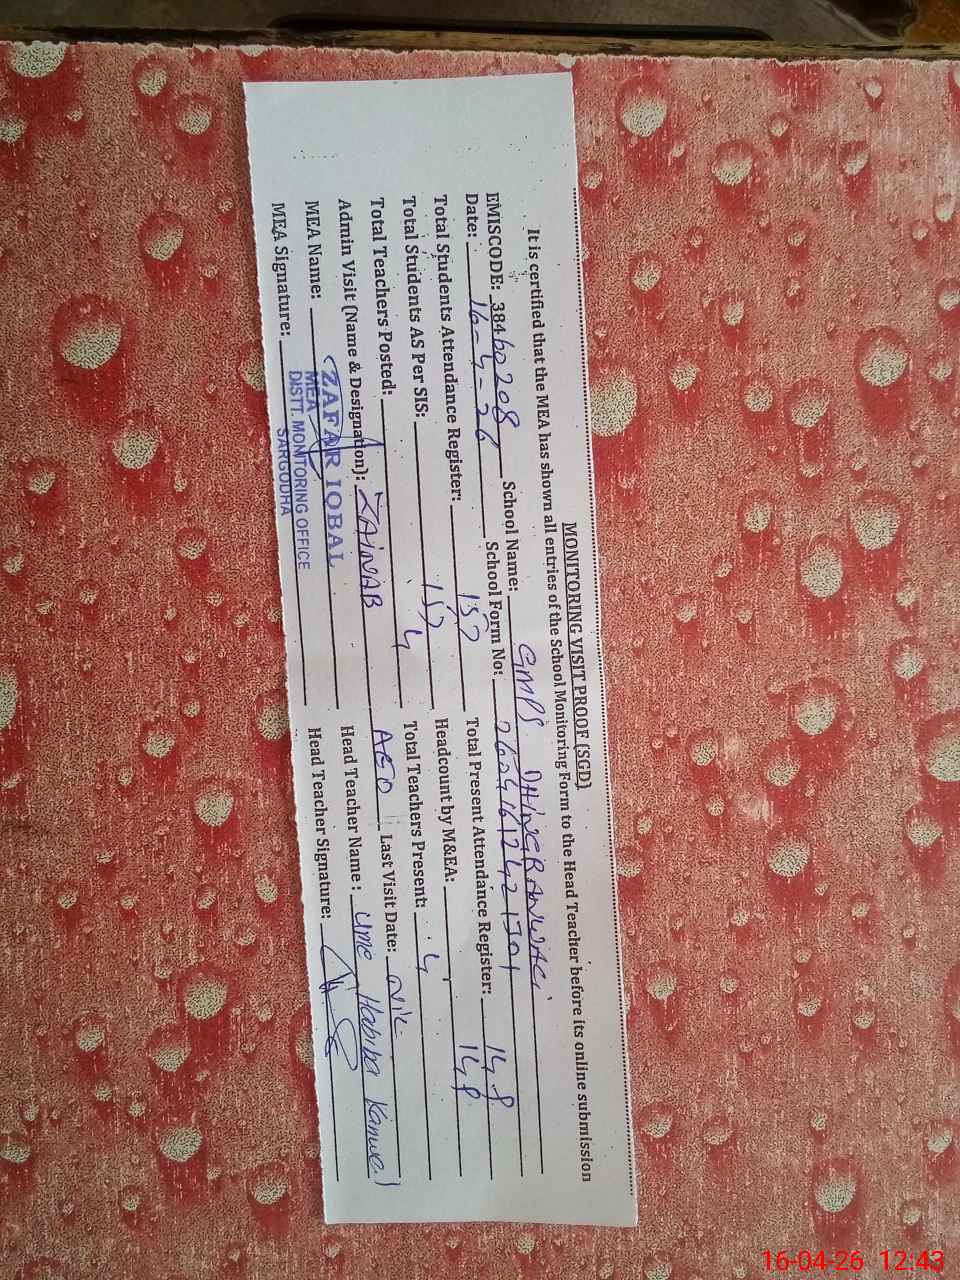 MONITORING VISIT PROOF (SGD)
It is certified that the MEA has shown all entries of the School Monitoring Form to the Head Teacher before its online submission
EMISCODE: 38460208 School Name: GMPS DHINGRANWALI
Date: 16-4-26 School Form No:
Total Students Attendance Register: 157 Total Present Attendance Register: 148
Total Students AS Per SIS: 157 Headcount by M&EA: 148
Total Teachers Posted: 4 Total Teachers Present: 4
Admin Visit (Name & Designation): ZAINAB AEO Last Visit Date: Nil
MEA Name: ZAFAR IQBAL Head Teacher Name : Ume Habiba Kanwal
MEA Signature: Head Teacher Signature:
MEA
DISTT. MONITORING OFFICE
SARGODHA
16-04-26 12:43